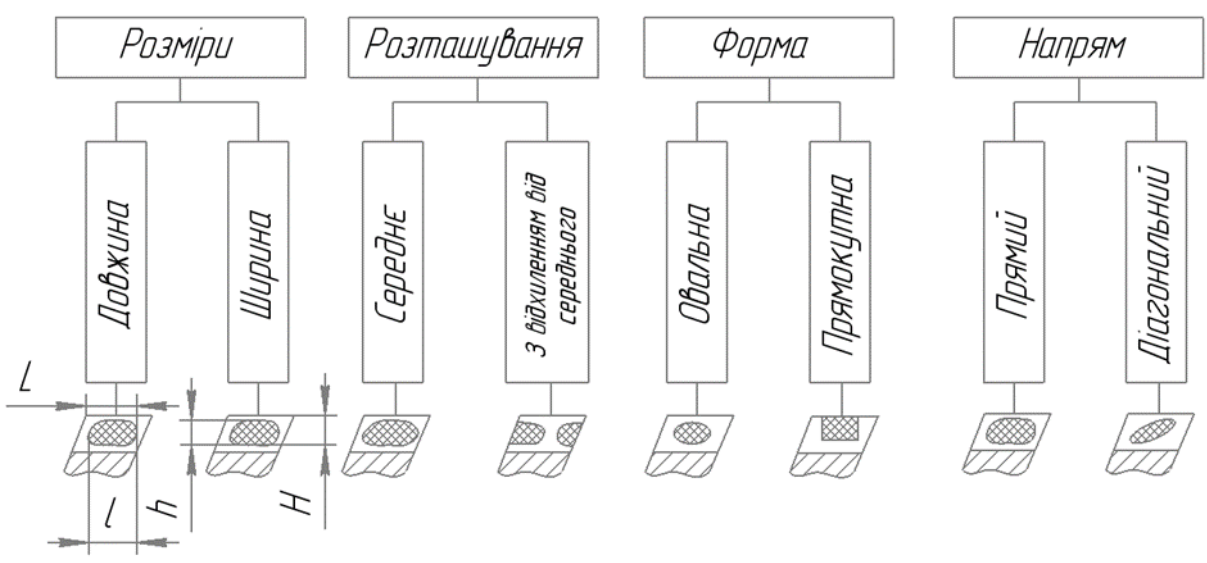 Розміри
Розташування
Форма
Напрям
Довжина
Ширина
Середнє
З відхиленням від
середнього
Овальна
Прямокутна
Прямий
Діагональний
L
l
h
H